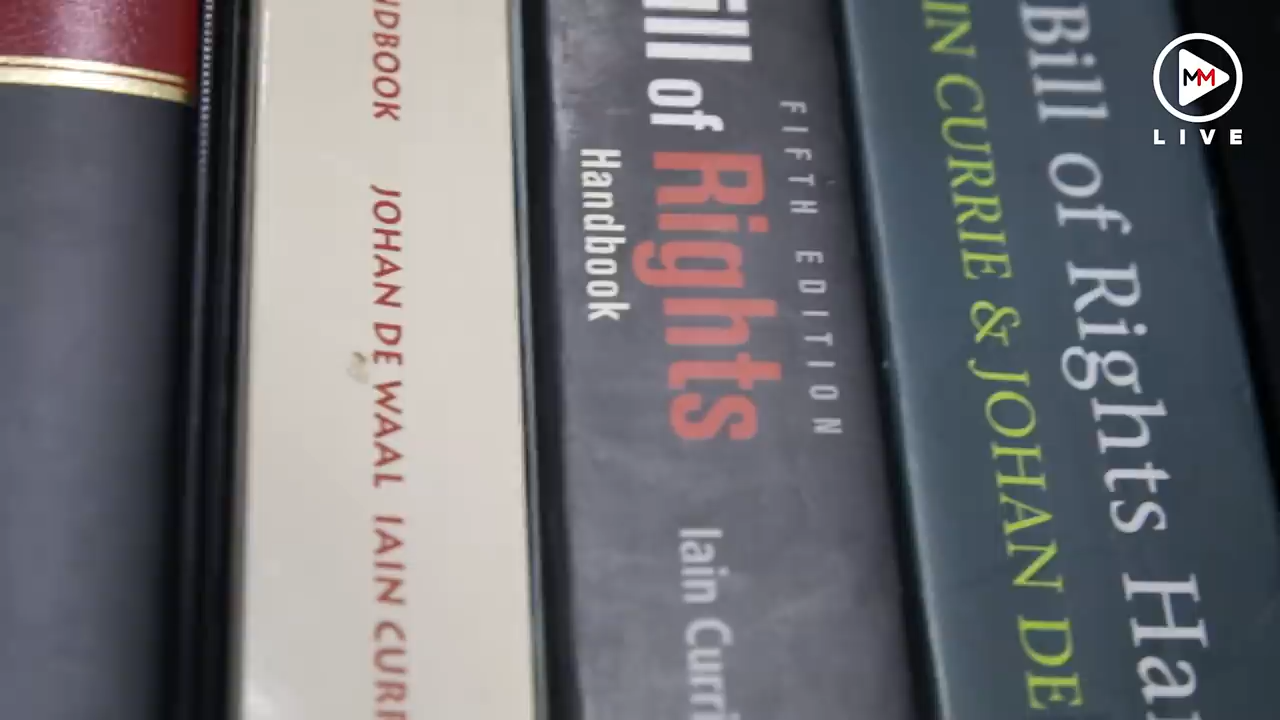 NDBOOK JOHAN DE WAAL IAIN CURR
ill of Rights
Handbook
FIFTH EDITION
Iain Curri
Bill of Rights Ha
IN CURRIE & JOHAN DE
MM
LIVE